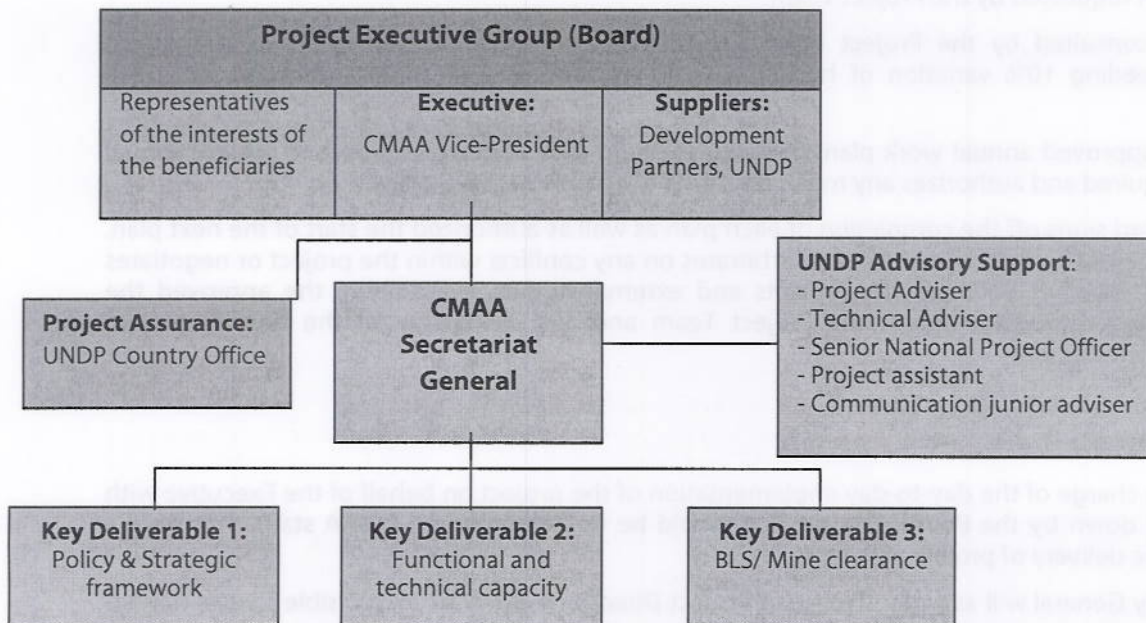 Project Executive Group (Board)
Representatives
of the interests of
the beneficiaries
Executive:
CMAA Vice-President
Suppliers:
Development
Partners, UNDP
Project Assurance:
UNDP Country Office
CMAA
Secretariat
General
UNDP Advisory Support:
- Project Adviser
- Technical Adviser
- Senior National Project Officer
- Project assistant
- Communication junior adviser
Key Deliverable 1:
Policy & Strategic
framework
Key Deliverable 2:
Functional and
technical capacity
Key Deliverable 3:
BLS/ Mine clearance